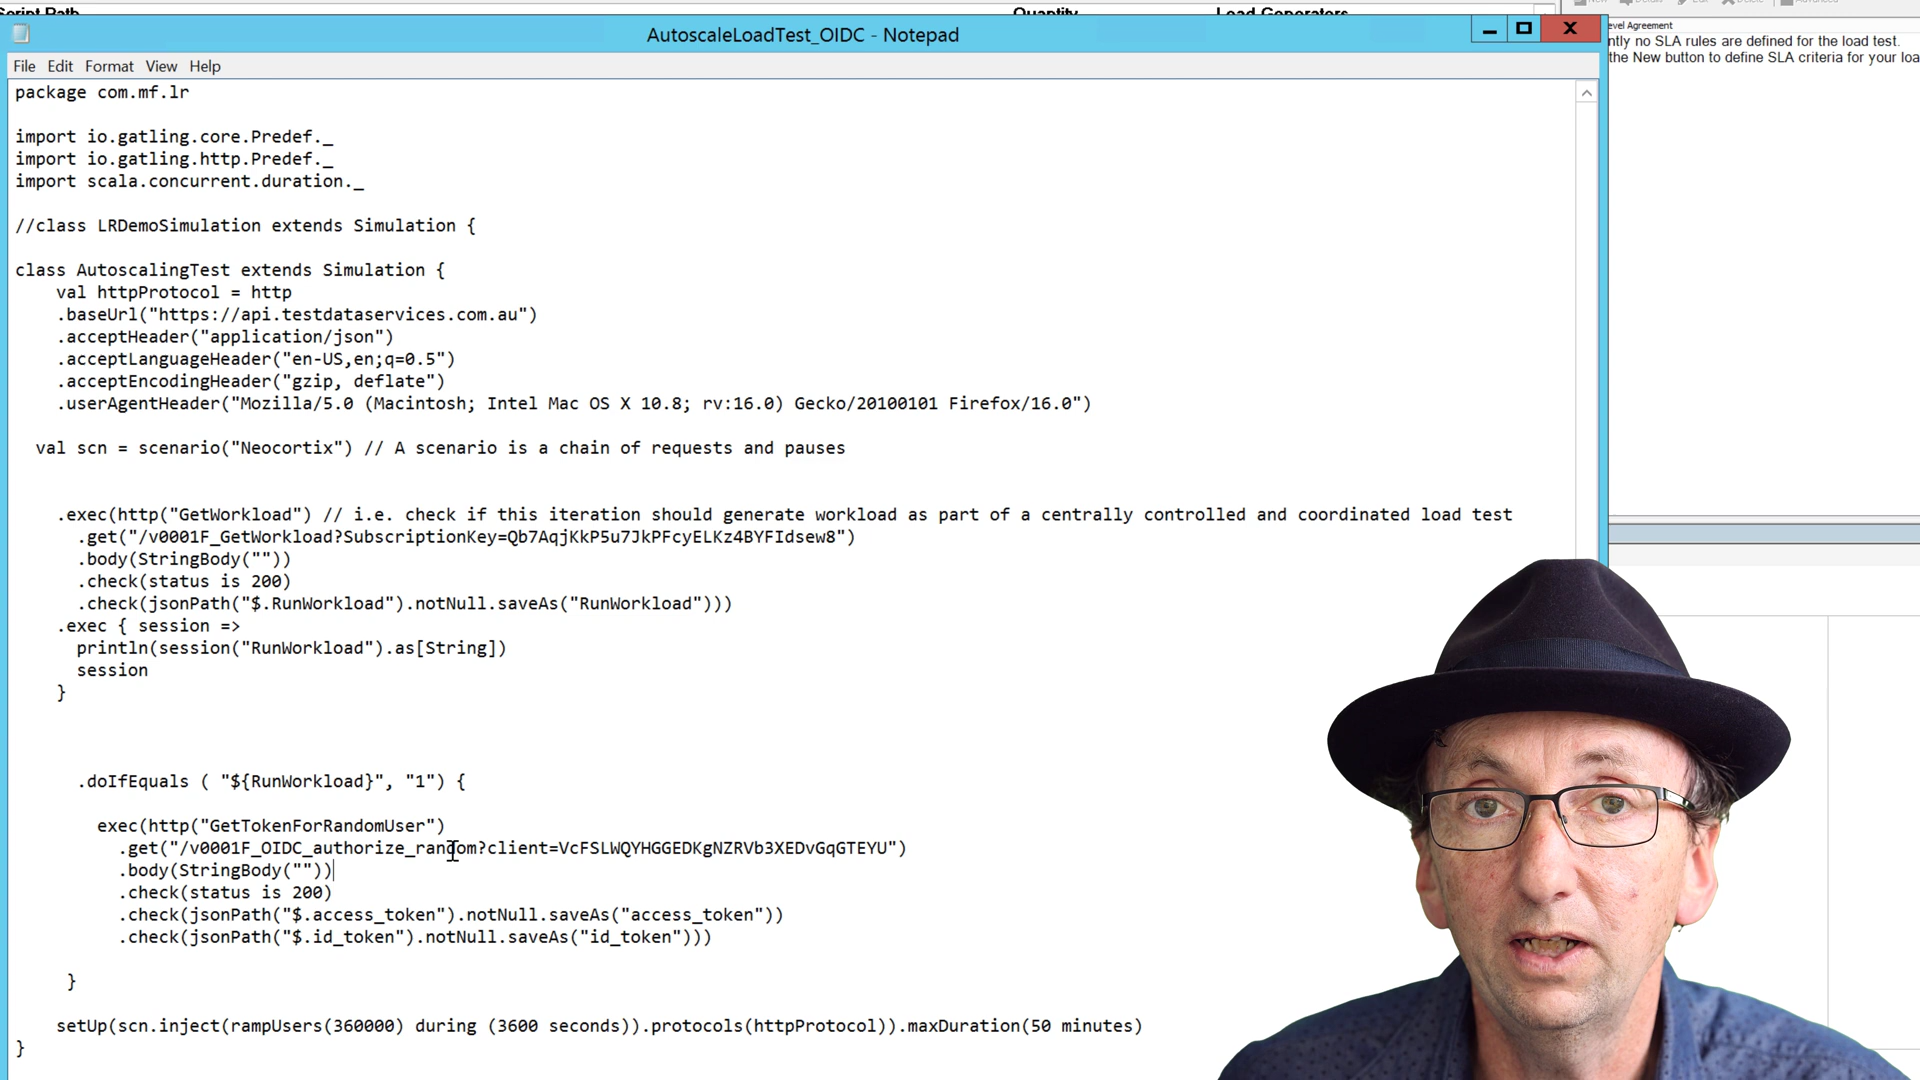 Script Path
Quantity
Load Generators
AutoscaleLoadTest_OIDC - Notepad
evel Agreement
ntly no SLA rules are defined for the load test.
the New button to define SLA criteria for your loa
File Edit Format View Help
package com.mf.lr
import io.gatling.core.Predef._
import io.gatling.http.Predef._
import scala.concurrent.duration._
//class LRDemoSimulation extends Simulation {
class AutoscalingTest extends Simulation {
val httpProtocol = http
.baseUrl("https://api.testdataservices.com.au")
.acceptHeader("application/json")
.acceptLanguageHeader("en-US,en;q=0.5")
.acceptEncodingHeader("gzip, deflate")
.userAgentHeader("Mozilla/5.0 (Macintosh; Intel Mac OS X 10.8; rv:16.0) Gecko/20100101 Firefox/16.0")
val scn = scenario("Neocortix") // A scenario is a chain of requests and pauses
.exec(http("GetWorkload") // i.e. check if this iteration should generate workload as part of a centrally controlled and coordinated load test
.get("/v0001F_GetWorkload?SubscriptionKey=Qb7AqjKkP5u7JkPFcyELKz4BYFIdsew8")
.body(StringBody(""))
.check(status is 200)
.check(jsonPath("$.RunWorkload").notNull.saveAs("RunWorkload")))
.exec { session =>
println(session("RunWorkload").as[String])
session
}
.doIfEquals ( "${RunWorkload}", "1") {
exec(http("GetTokenForRandomUser")
.get("/v0001F_OIDC_authorize_random?client=VcFSLWQYHGGEDKgNZRVb3XEDvGqGTEYU")
.body(StringBody(""))
.check(status is 200)
.check(jsonPath("$.access_token").notNull.saveAs("access_token"))
.check(jsonPath("$.id_token").notNull.saveAs("id_token")))
}
setUp(scn.inject(rampUsers(360000) during (3600 seconds)).protocols(httpProtocol)).maxDuration(50 minutes)
}